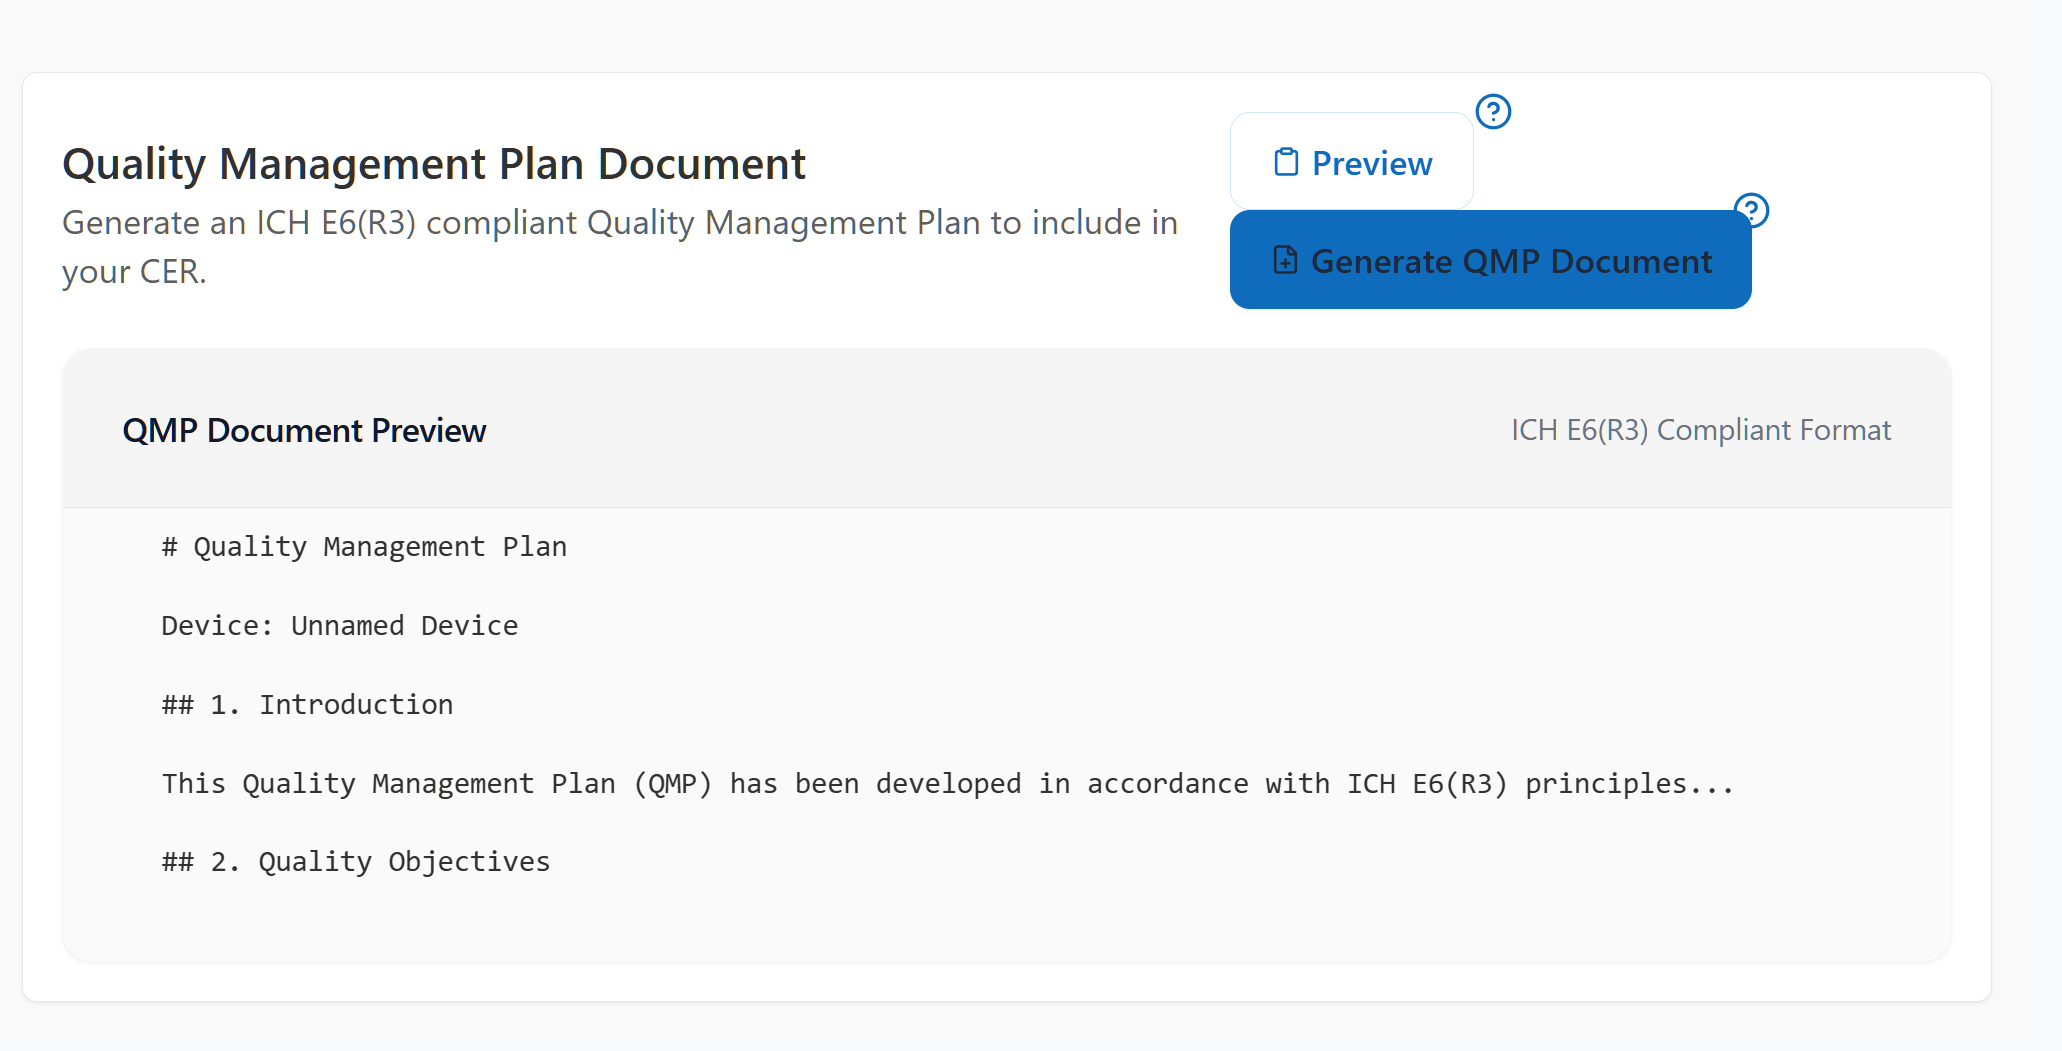 Quality Management Plan Document
Generate an ICH E6(R3) compliant Quality Management Plan to include in
your CER.
Preview
Generate QMP Document
QMP Document Preview
ICH E6(R3) Compliant Format
# Quality Management Plan
Device: Unnamed Device
## 1. Introduction
This Quality Management Plan (QMP) has been developed in accordance with ICH E6(R3) principles...
## 2. Quality Objectives